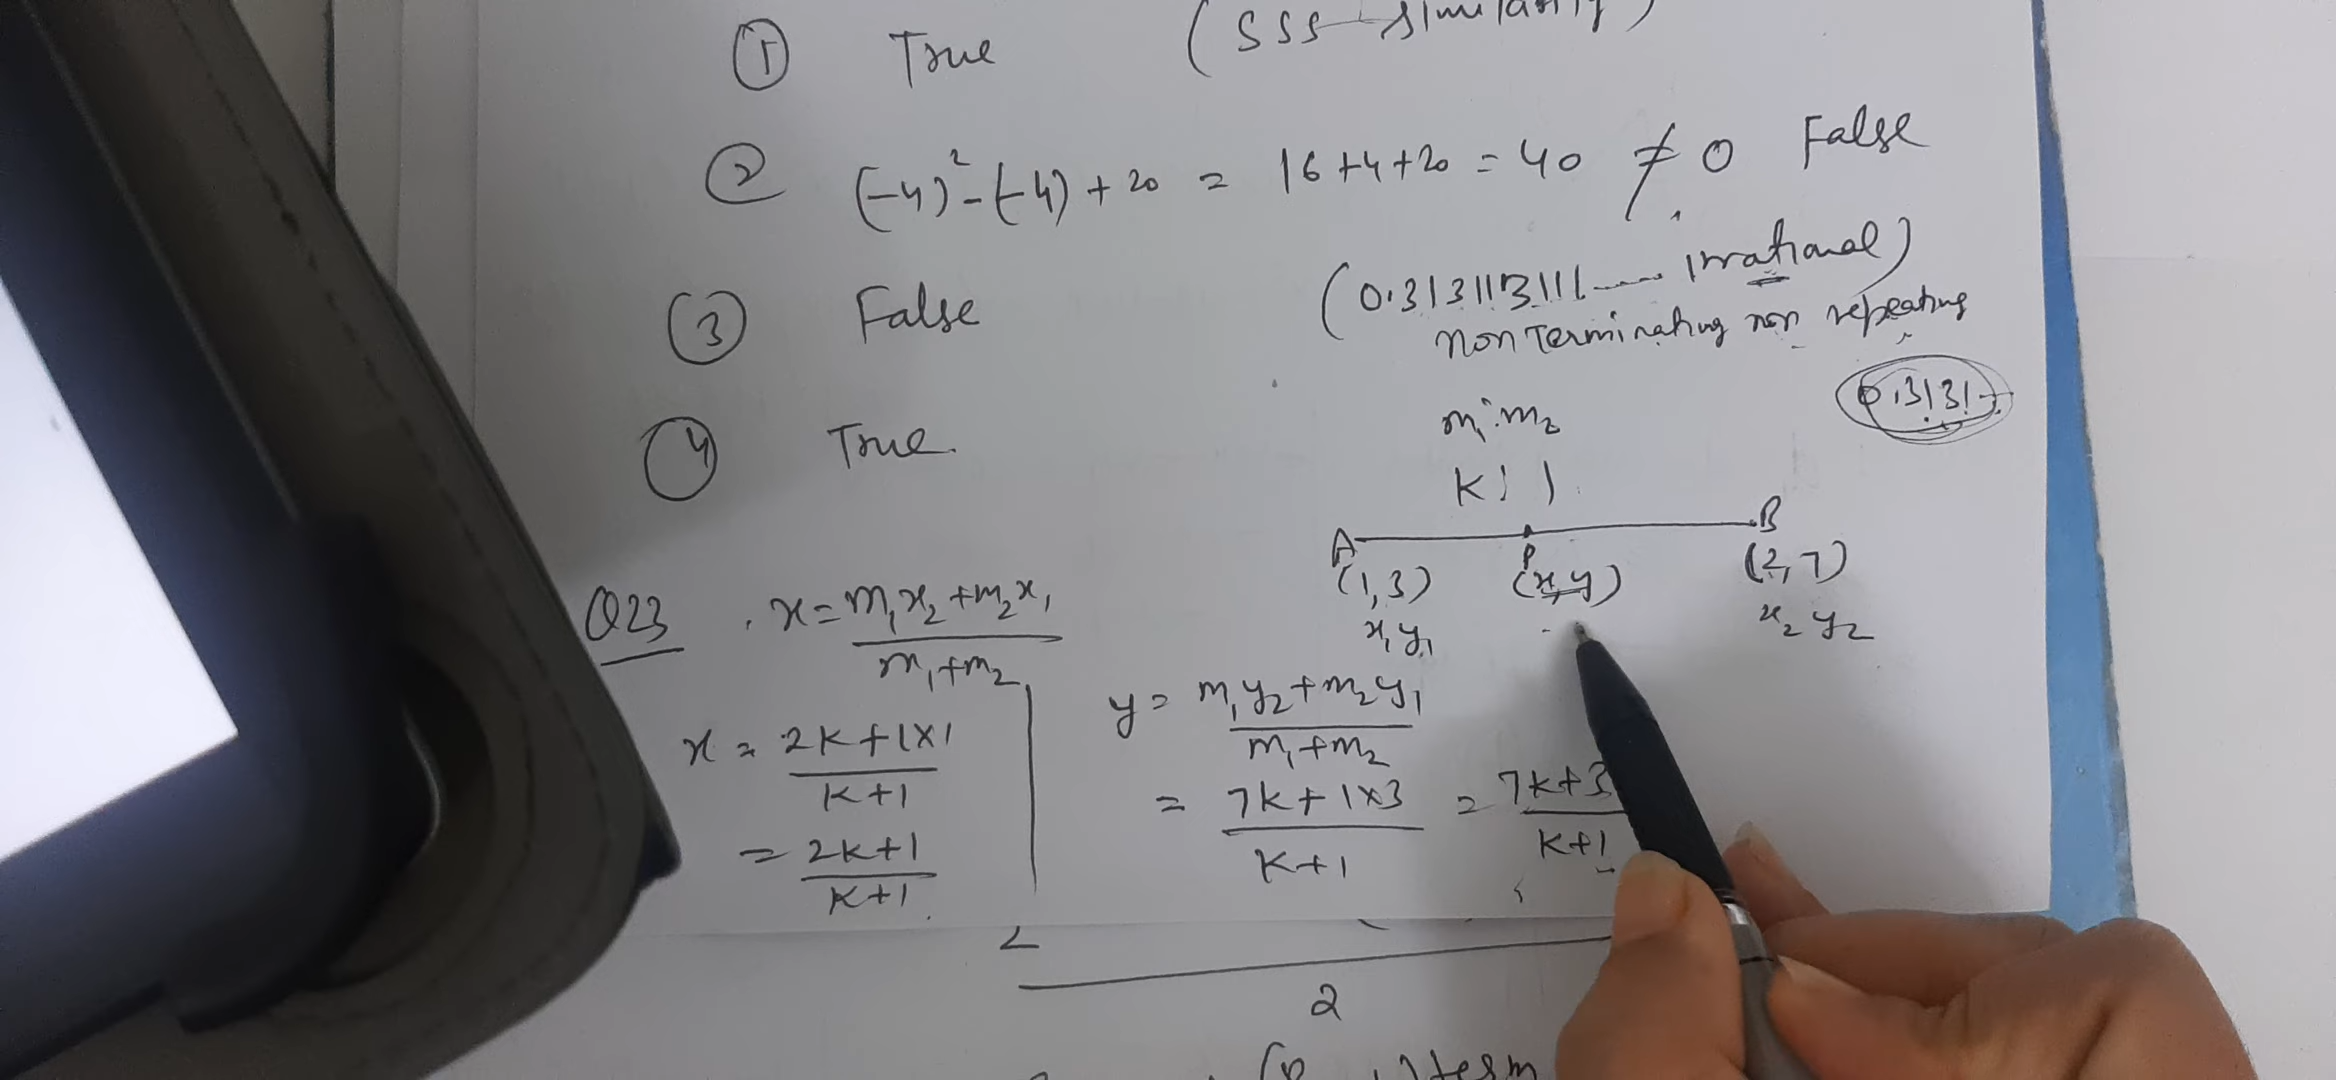 ① True (SSS similarity)
② (-4)² - (-4) + 20 = 16 + 4 + 20 = 40 ≠ 0 False
③ False (0.313113111.... irrational)
non Terminating non repeating
0.3131
④ True.
m₁:m₂
K:1
A P B
(1,3) (x,y) (2,7)
x₁ y₁ x₂ y₂
Q23 x = m₁x₂ + m₂x₁ / m₁+m₂
y = m₁y₂ + m₂y₁ / m₁+m₂
x = 2K + 1×1 / K+1
= 7K + 1×3 / K+1 = 7K+3 / K+1
= 2K+1 / K+1
2
term